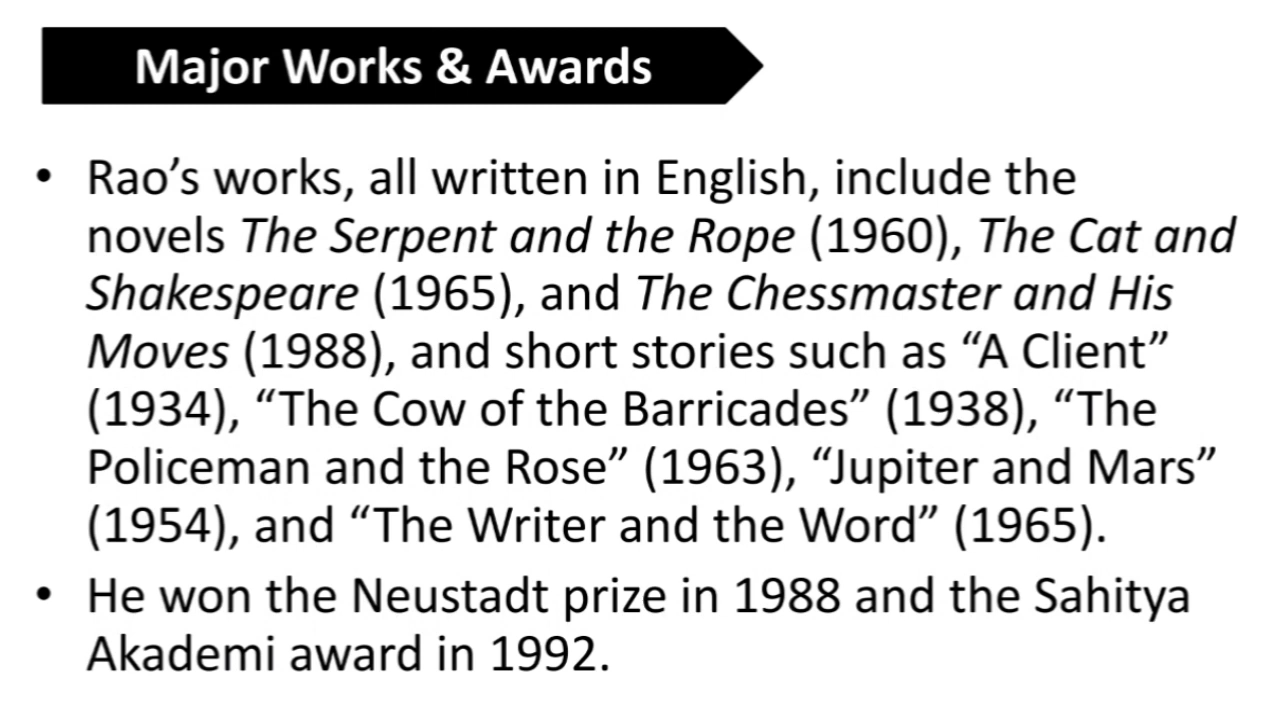 Major Works & Awards
• Rao’s works, all written in English, include the
novels The Serpent and the Rope (1960), The Cat and
Shakespeare (1965), and The Chessmaster and His
Moves (1988), and short stories such as “A Client”
(1934), “The Cow of the Barricades” (1938), “The
Policeman and the Rose” (1963), “Jupiter and Mars”
(1954), and “The Writer and the Word” (1965).
• He won the Neustadt prize in 1988 and the Sahitya
Akademi award in 1992.